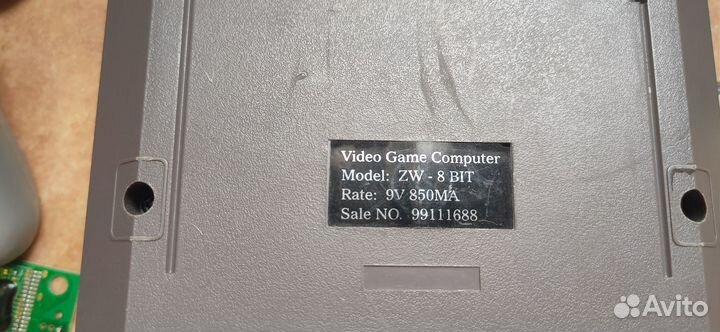 Video Game Computer
Model: ZW - 8 BIT
Rate: 9V 850MA
Sale NO. 99111688
Avito